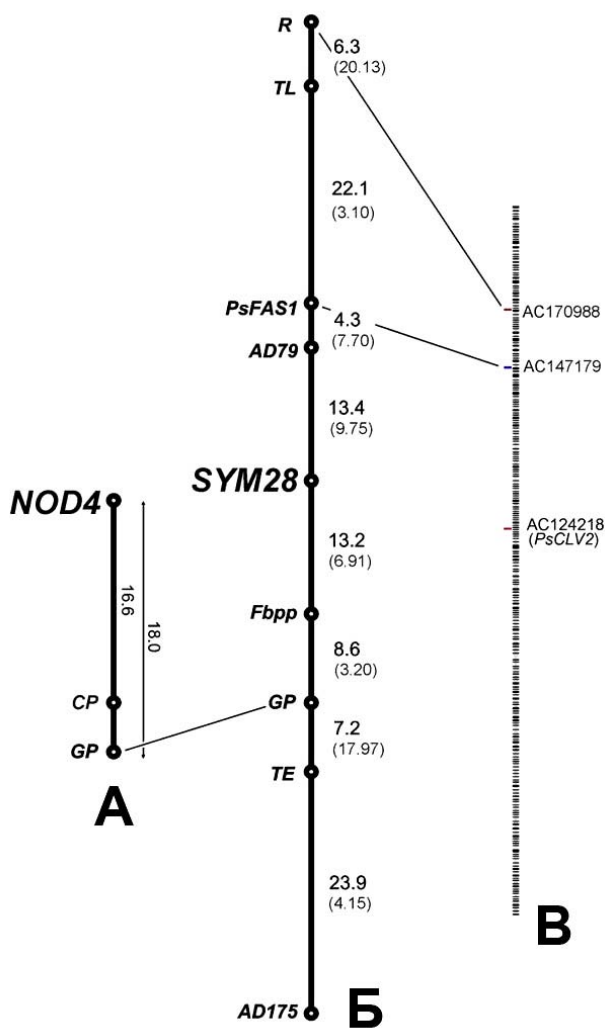 R
6.3
(20.13)
TL
22.1
(3.10)
PsFAS1
4.3
(7.70)
AD79
13.4
(9.75)
SYM28
13.2
(6.91)
Fbpp
8.6
(3.20)
GP
7.2
(17.97)
TE
23.9
(4.15)
AD175
Б
NOD4
16.6
18.0
CP
GP
А
AC170988
AC147179
AC124218
(PsCLV2)
В